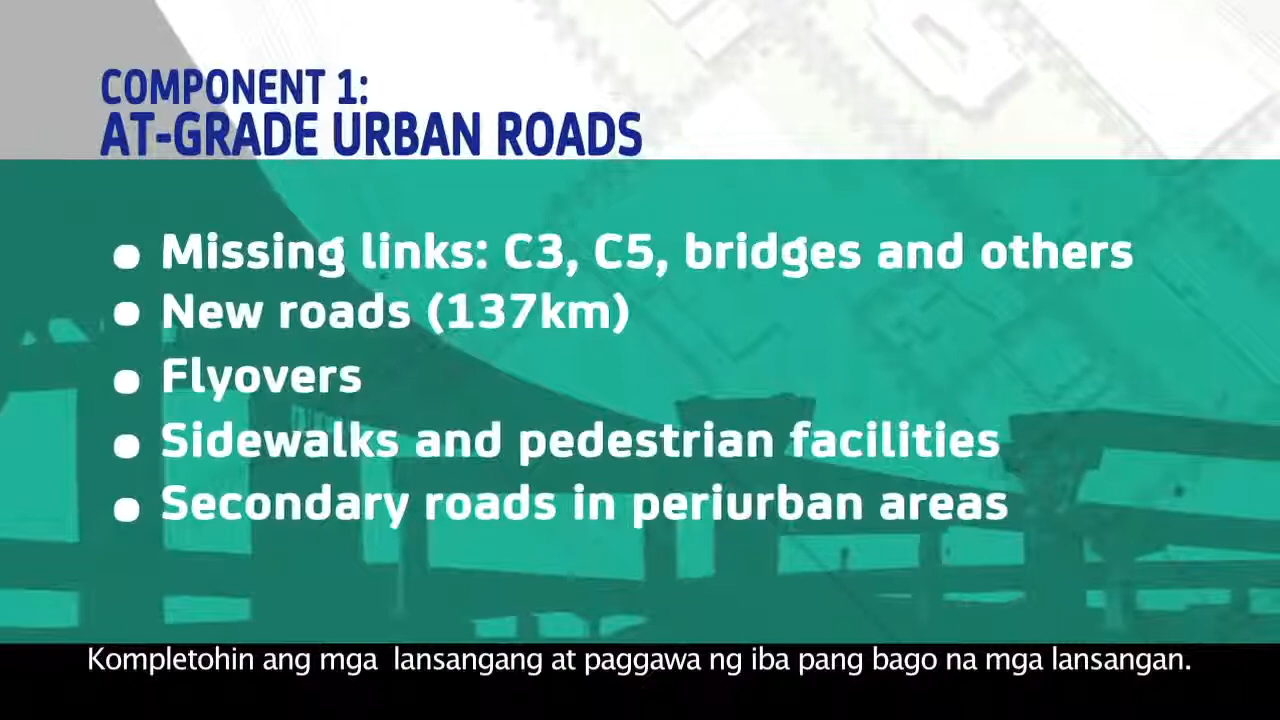 COMPONENT 1:
AT-GRADE URBAN ROADS
• Missing links: C3, C5, bridges and others
• New roads (137km)
• Flyovers
• Sidewalks and pedestrian facilities
• Secondary roads in periurban areas
Kompletohin ang mga lansangang at paggawa ng iba pang bago na mga lansangan.